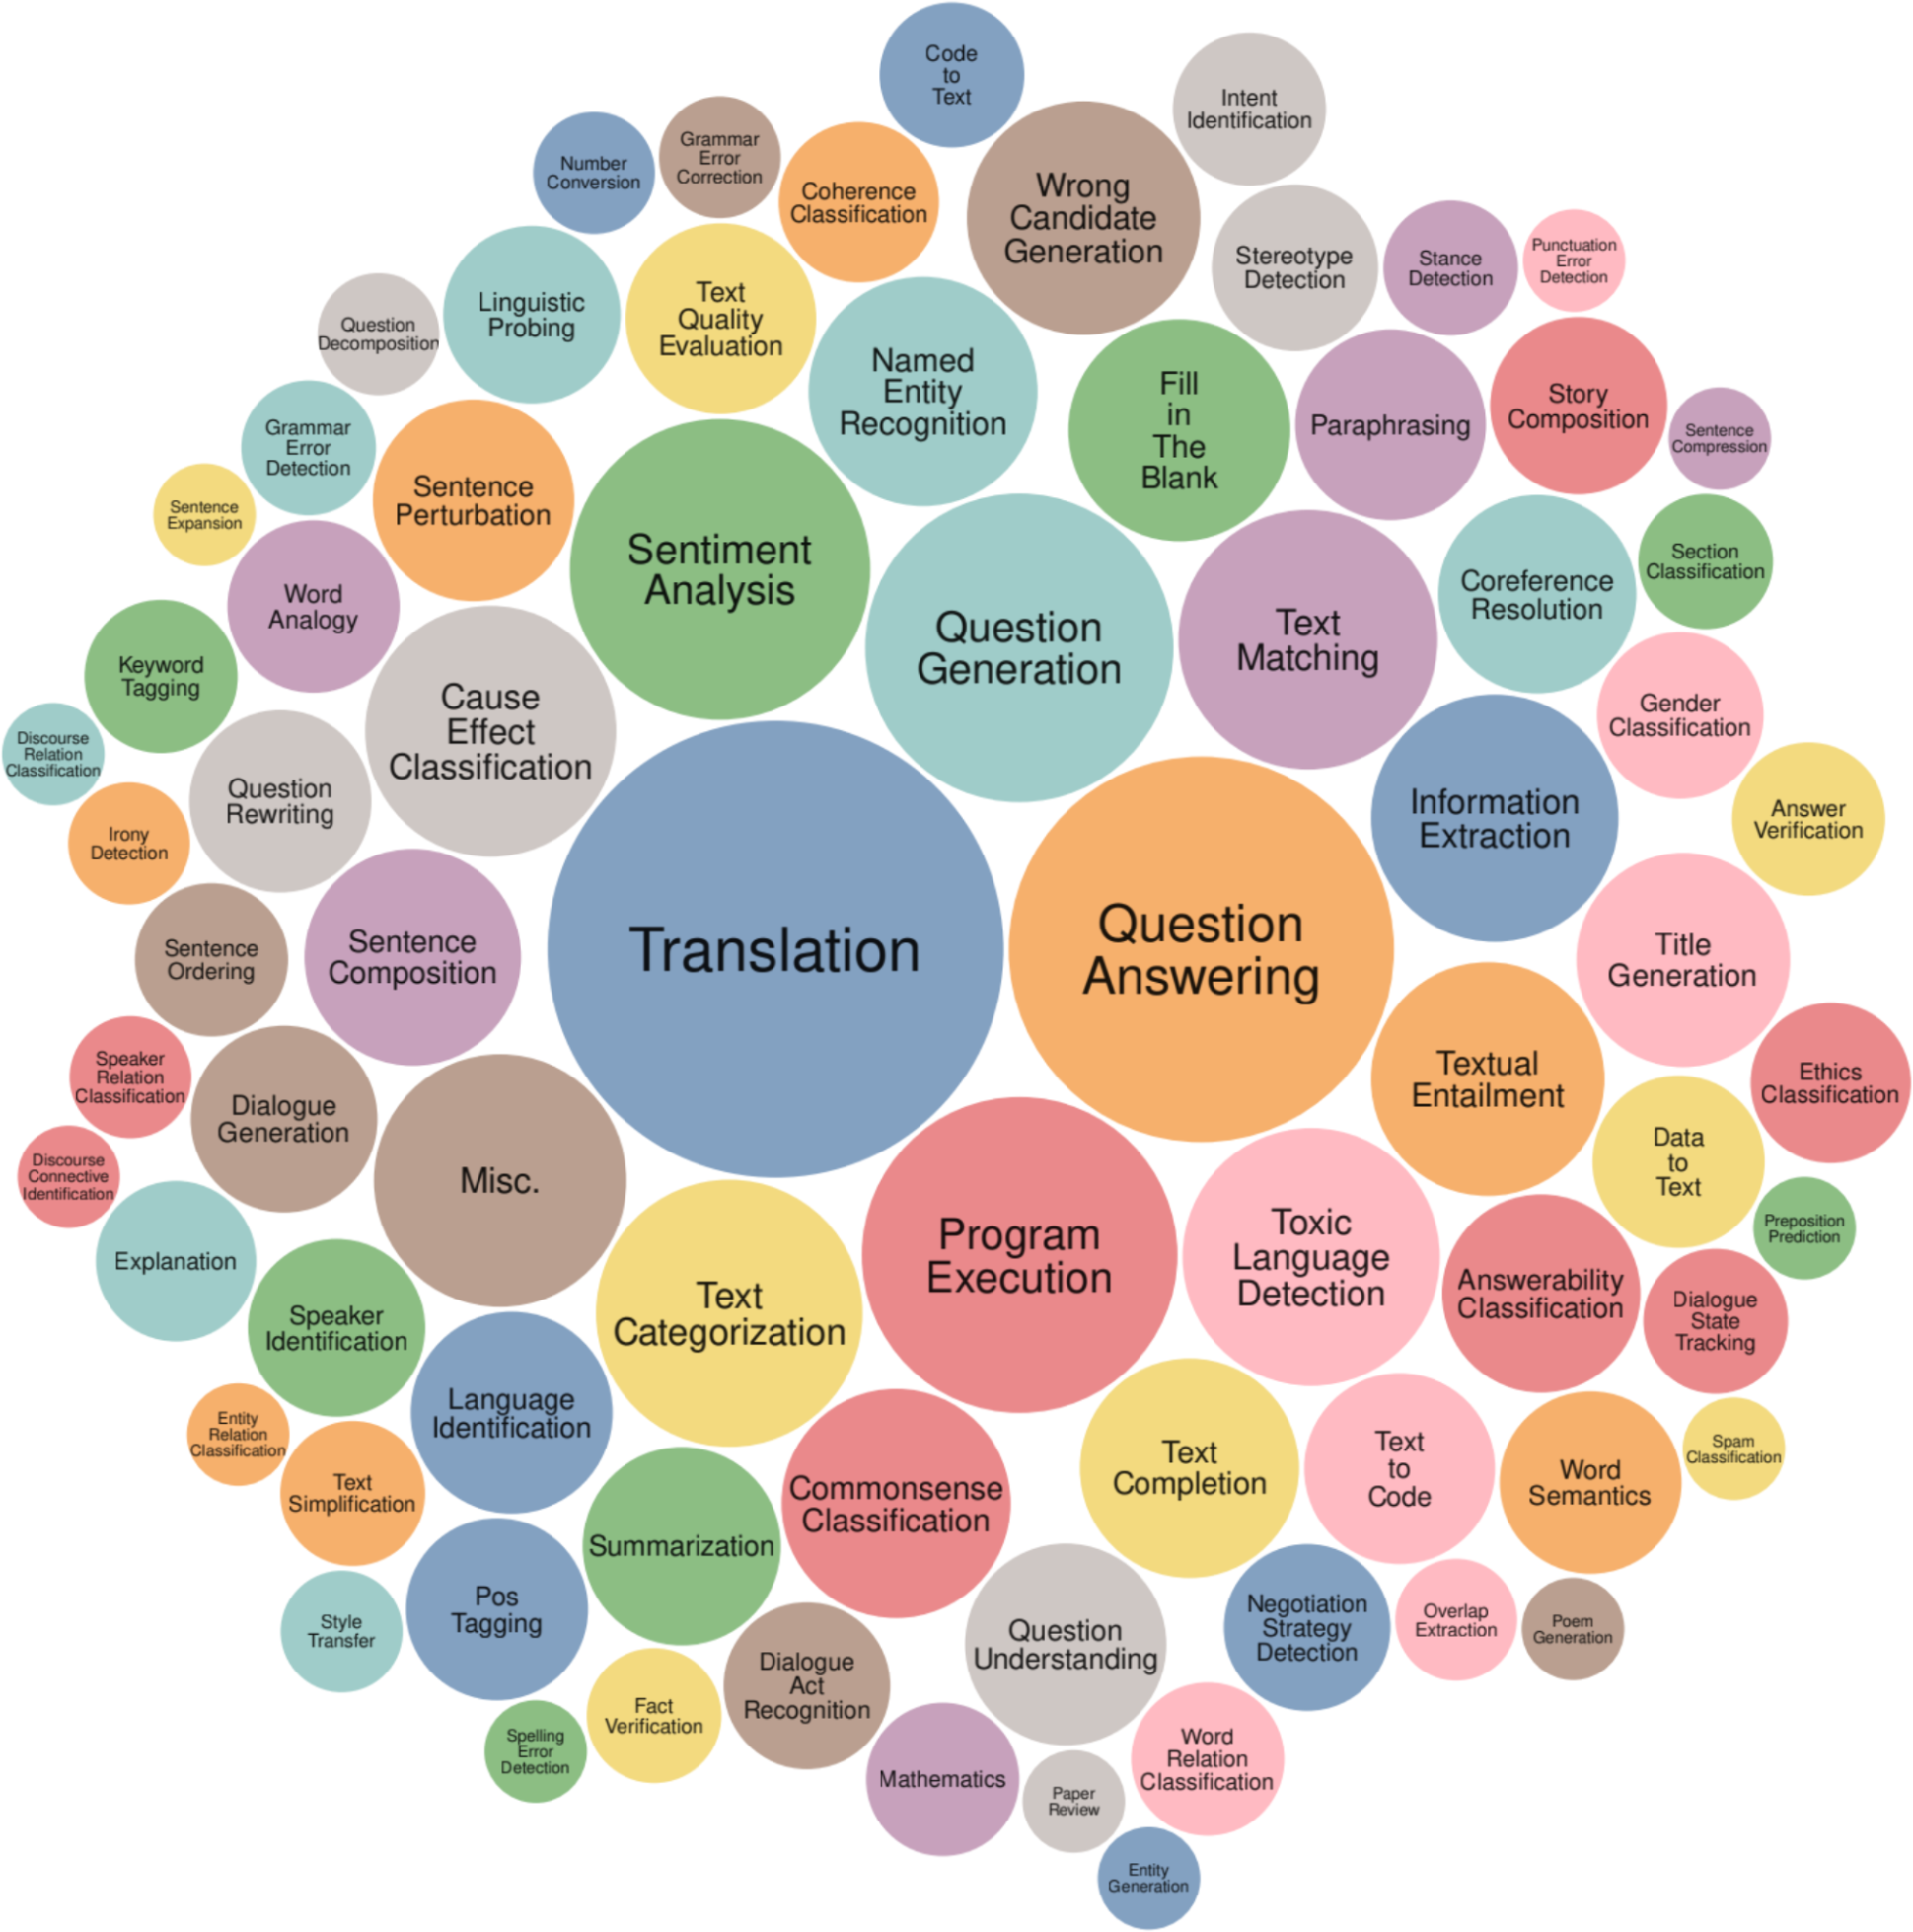 Code
to
Text
Intent
Identification
Number
Conversion
Grammar
Error
Correction
Coherence
Classification
Wrong
Candidate
Generation
Stereotype
Detection
Stance
Detection
Punctuation
Error
Detection
Question
Decomposition
Linguistic
Probing
Text
Quality
Evaluation
Named
Entity
Recognition
Fill
in
The
Blank
Paraphrasing
Story
Composition
Sentence
Compression
Grammar
Error
Detection
Sentence
Expansion
Sentence
Perturbation
Sentiment
Analysis
Question
Generation
Text
Matching
Coreference
Resolution
Section
Classification
Word
Analogy
Keyword
Tagging
Cause
Effect
Classification
Gender
Classification
Discourse
Relation
Classification
Question
Rewriting
Information
Extraction
Answer
Verification
Irony
Detection
Sentence
Ordering
Sentence
Composition
Translation
Question
Answering
Title
Generation
Speaker
Relation
Classification
Textual
Entailment
Ethics
Classification
Dialogue
Generation
Data
to
Text
Discourse
Connective
Identification
Misc.
Preposition
Prediction
Explanation
Program
Execution
Toxic
Language
Detection
Speaker
Identification
Text
Categorization
Answerability
Classification
Dialogue
State
Tracking
Entity
Relation
Classification
Language
Identification
Text
Completion
Text
to
Code
Word
Semantics
Spam
Classification
Text
Simplification
Commonsense
Classification
Summarization
Style
Transfer
Pos
Tagging
Question
Understanding
Negotiation
Strategy
Detection
Overlap
Extraction
Poem
Generation
Spelling
Error
Detection
Fact
Verification
Dialogue
Act
Recognition
Mathematics
Paper
Review
Word
Relation
Classification
Entity
Generation